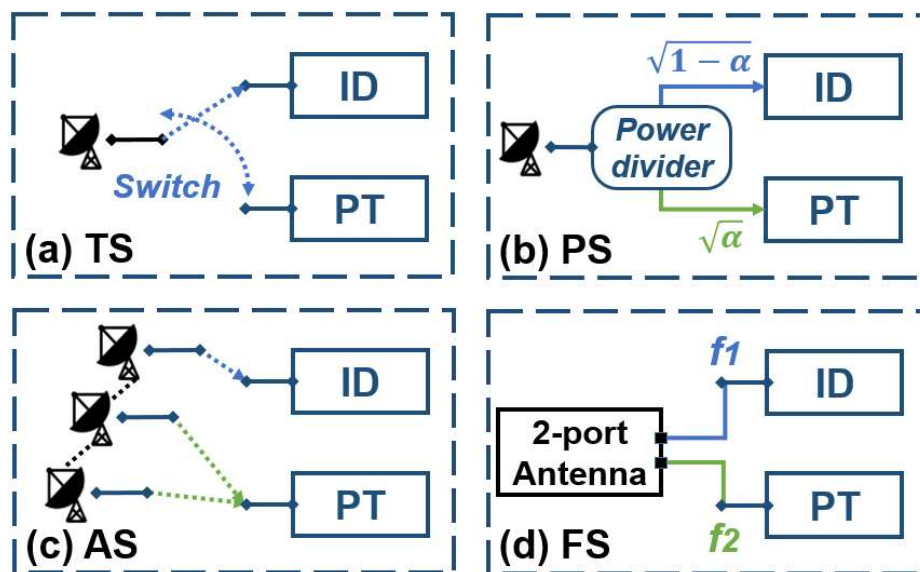 ID
Switch
PT
(a) TS
√1 − α
ID
Power
divider
PT
√α
(b) PS
ID
PT
(c) AS
f1
ID
2-port
Antenna
PT
f2
(d) FS